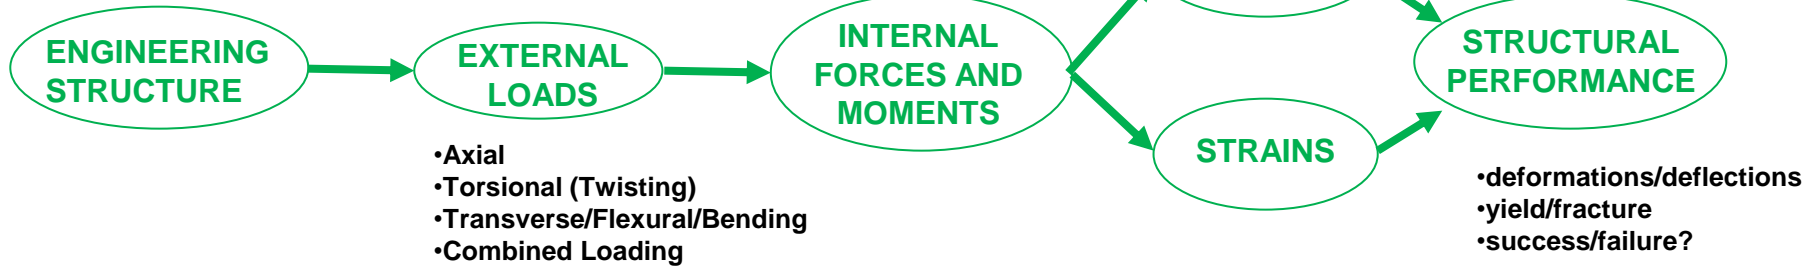 ENGINEERING
STRUCTURE
EXTERNAL
LOADS
INTERNAL
FORCES AND
MOMENTS
STRAINS
STRUCTURAL
PERFORMANCE
•Axial
•Torsional (Twisting)
•Transverse/Flexural/Bending
•Combined Loading
•deformations/deflections
•yield/fracture
•success/failure?